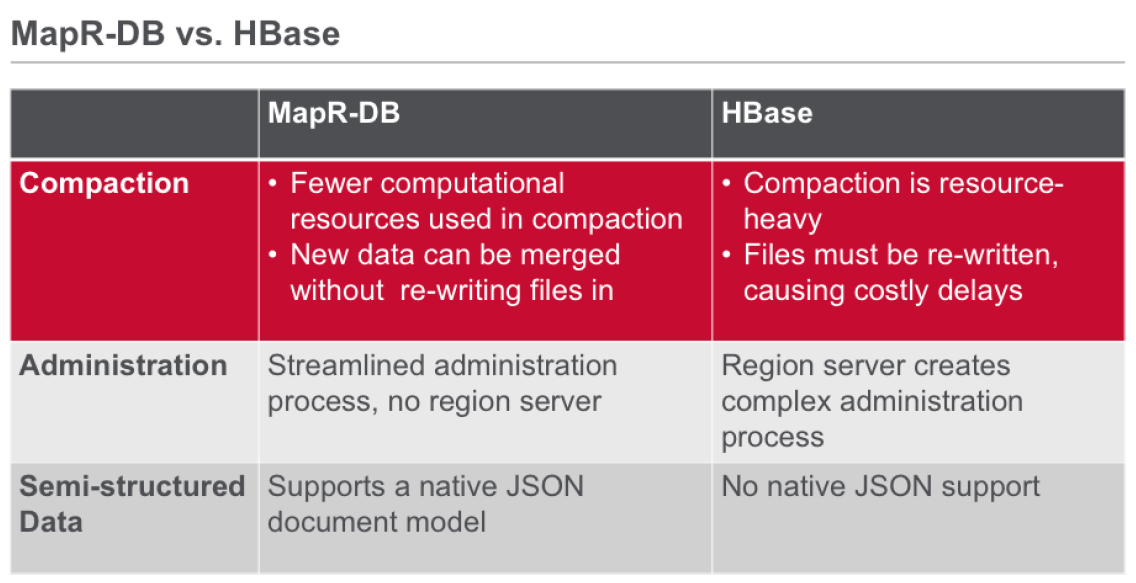 MapR-DB vs. HBase
MapR-DB
HBase
Compaction
• Fewer computational
resources used in compaction
• New data can be merged
without  re-writing files in
• Compaction is resource-
heavy
• Files must be re-written,
causing costly delays
Administration
Streamlined administration
process, no region server
Region server creates
complex administration
process
Semi-structured
Data
Supports a native JSON
document model
No native JSON support